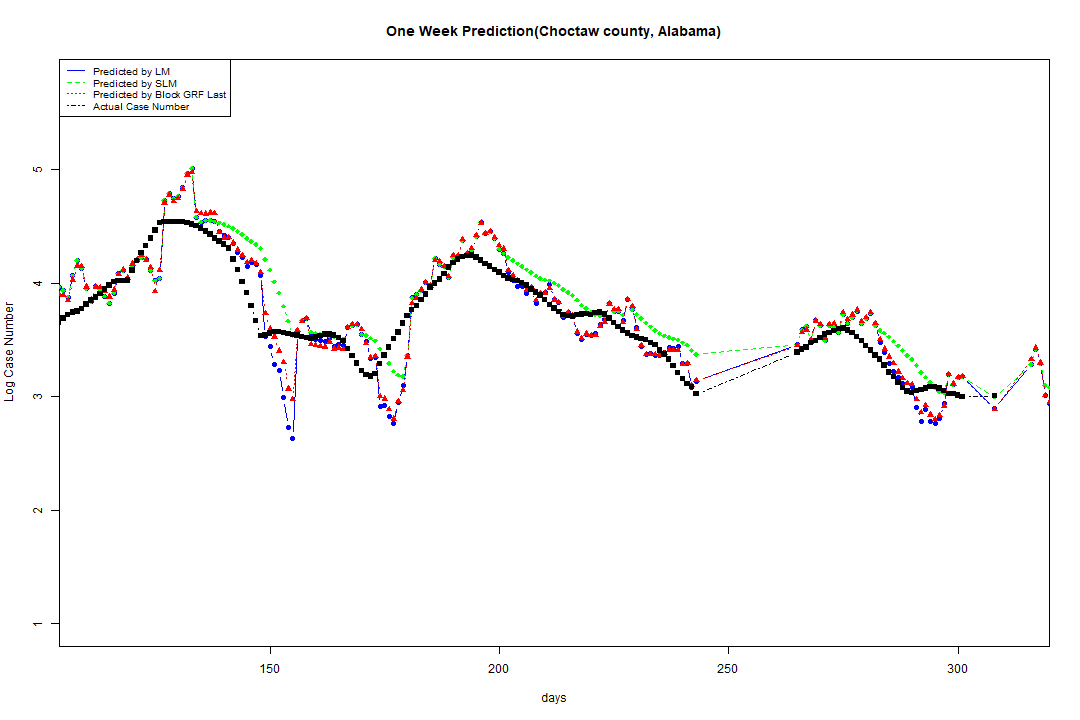 One Week Prediction(Choctaw county, Alabama)
Predicted by LM
Predicted by SLM
Predicted by Block GRF Last
Actual Case Number
Log Case Number
5
4
3
2
1
150
200
250
300
days